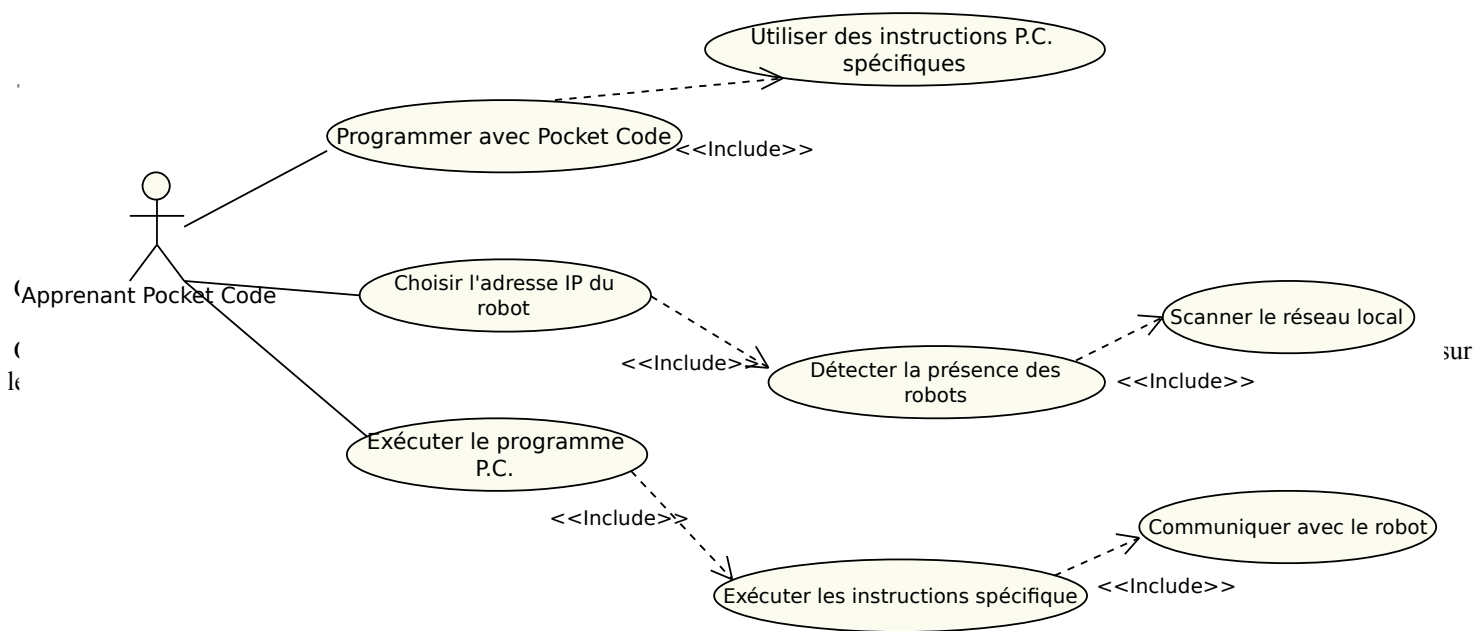 Utiliser des instructions P.C.
spécifiques
Programmer avec Pocket Code
<<Include>>
Apprenant Pocket Code
Choisir l'adresse IP du
robot
<<Include>>
Détecter la présence des
robots
Scanner le réseau local
<<Include>>
sur
Exécuter le programme
P.C.
<<Include>>
Exécuter les instructions spécifique
Communiquer avec le robot
<<Include>>